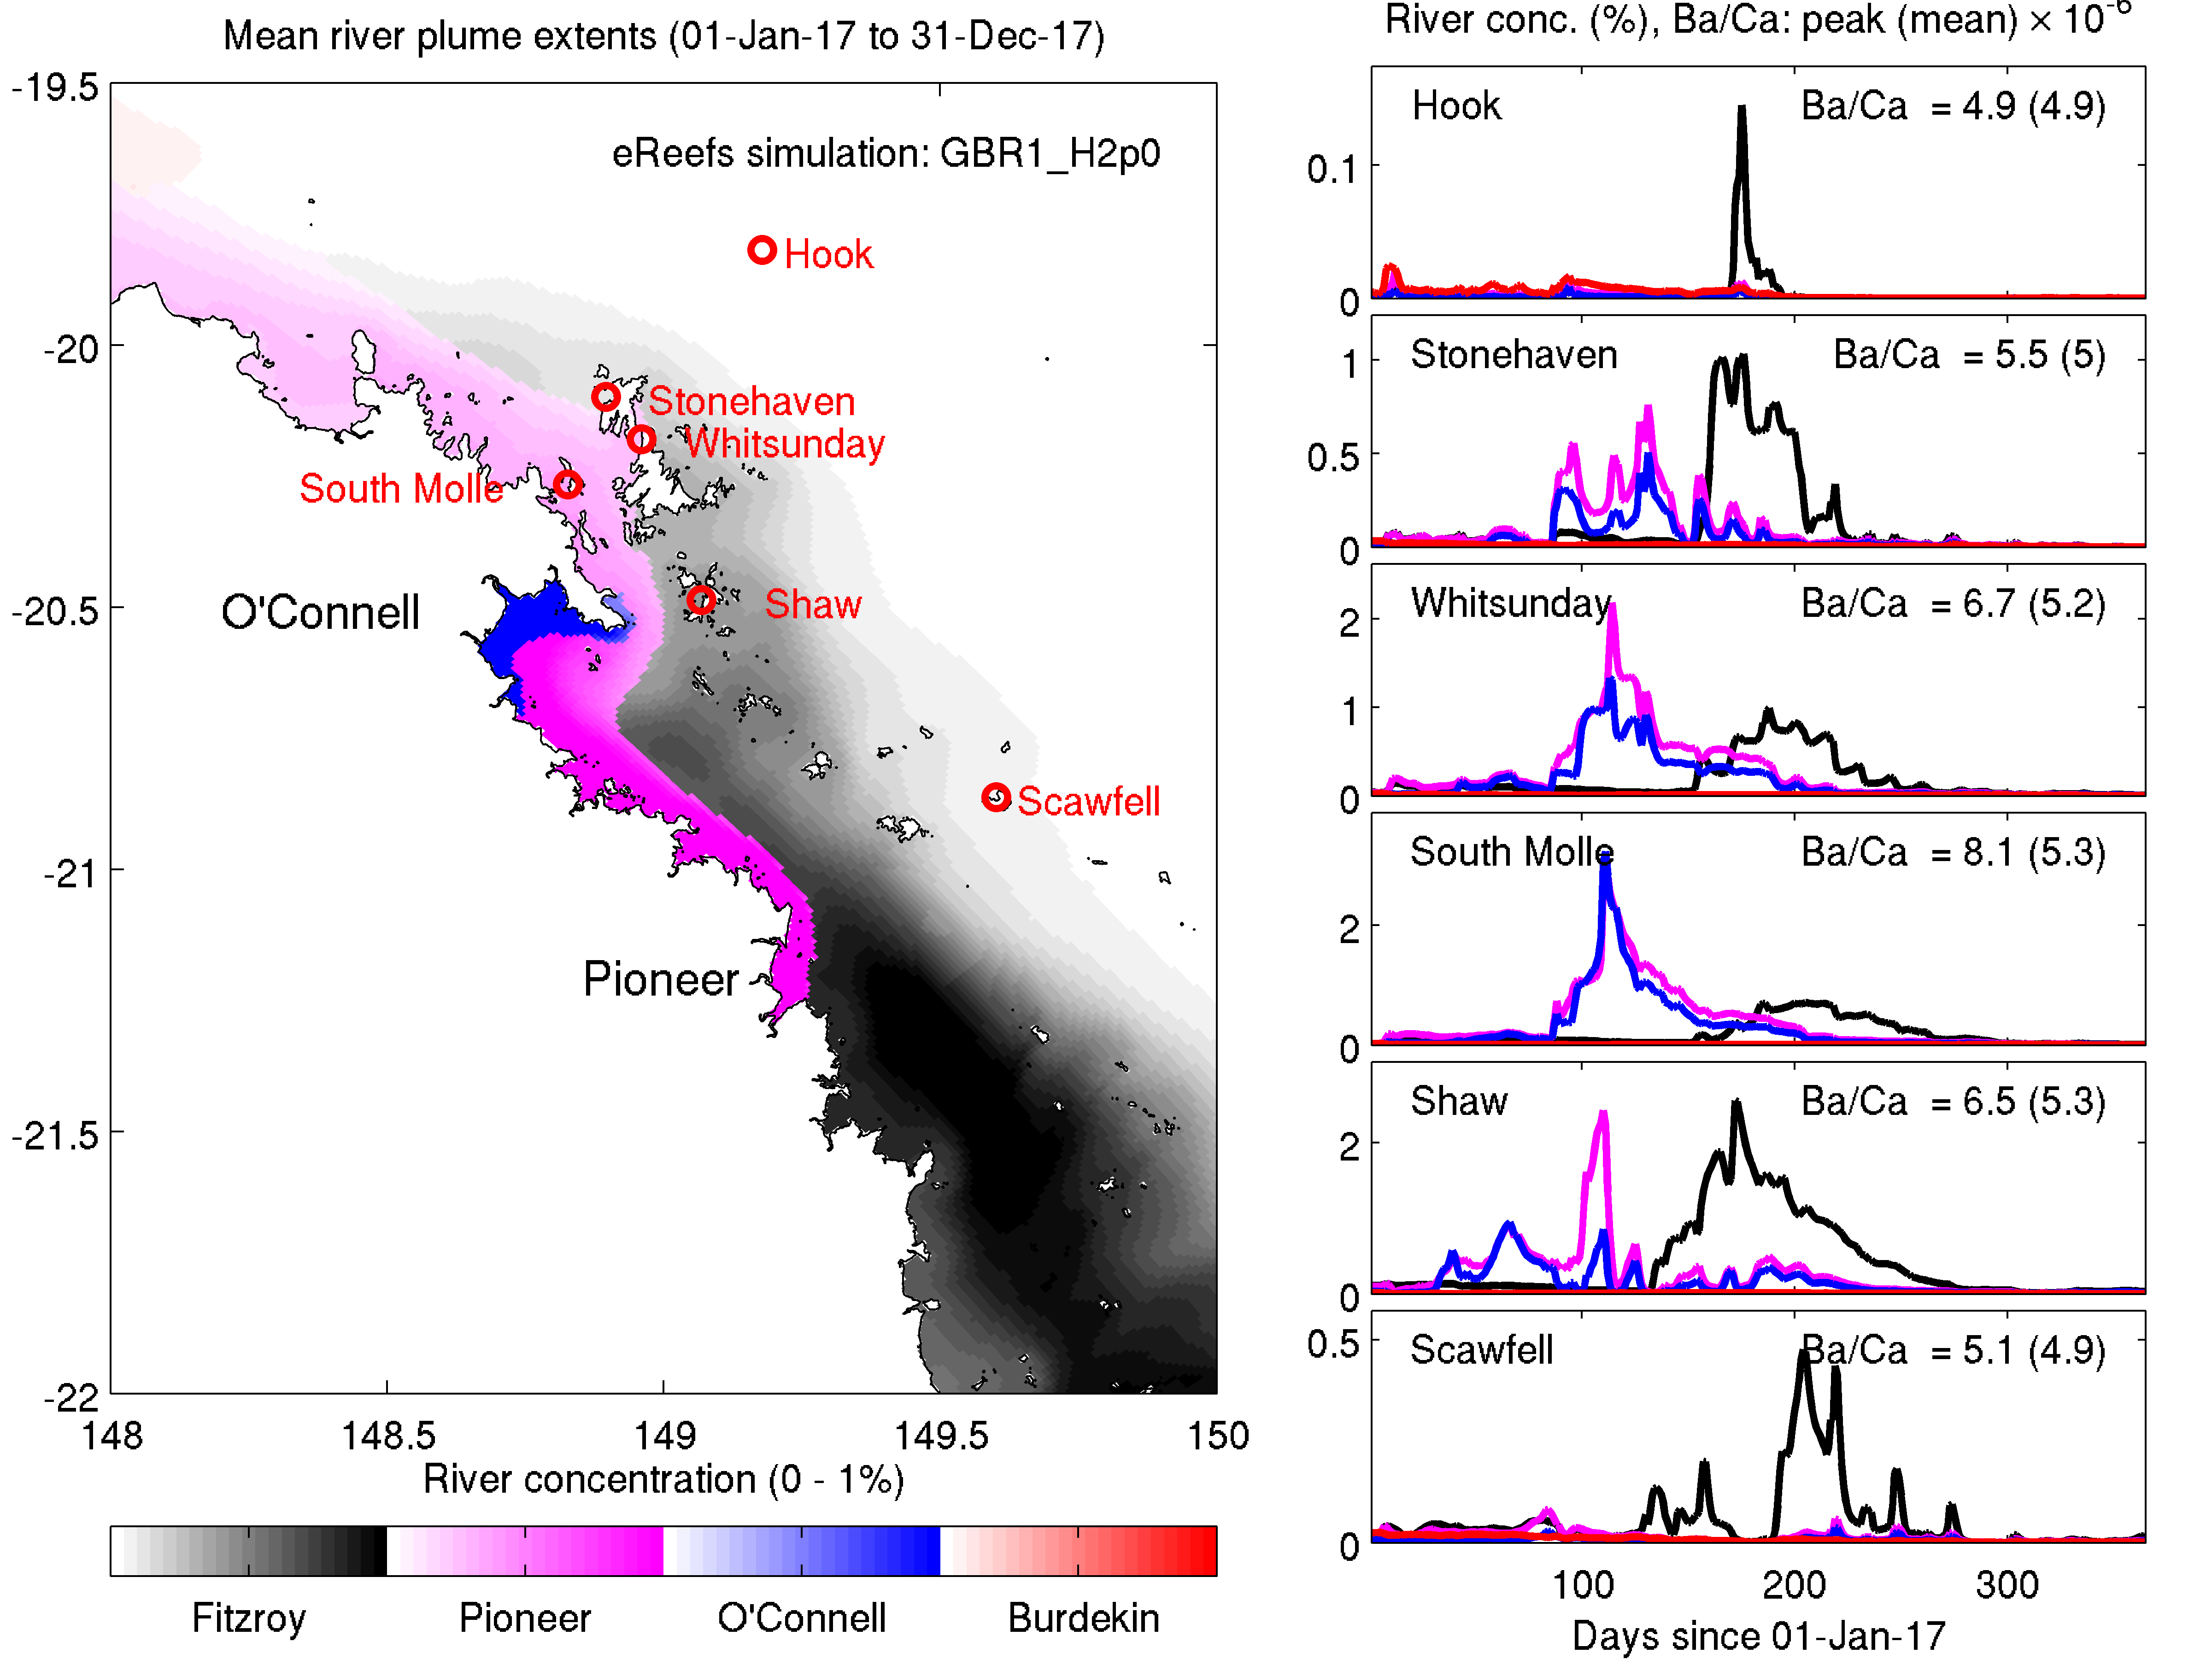 Mean river plume extents (01-Jan-17 to 31-Dec-17)
-19.5
-20
-20.5
-21
-21.5
-22
eReefs simulation: GBR1_H2p0
Hook
Stonehaven
Whitsunday
South Molle
O'Connell
Shaw
Scawfell
Pioneer
148
148.5
149
149.5
150
River concentration (0 - 1%)
Fitzroy
Pioneer
O'Connell
Burdekin
River conc. (%), Ba/Ca: peak (mean) × 10-6
Hook
Ba/Ca = 4.9 (4.9)
0.1
0
Stonehaven
Ba/Ca = 5.5 (5)
1
0.5
0
Whitsunday
Ba/Ca = 6.7 (5.2)
2
1
0
South Molle
Ba/Ca = 8.1 (5.3)
2
0
Shaw
Ba/Ca = 6.5 (5.3)
2
0
Scawfell
Ba/Ca = 5.1 (4.9)
0.5
0
100
200
300
Days since 01-Jan-17